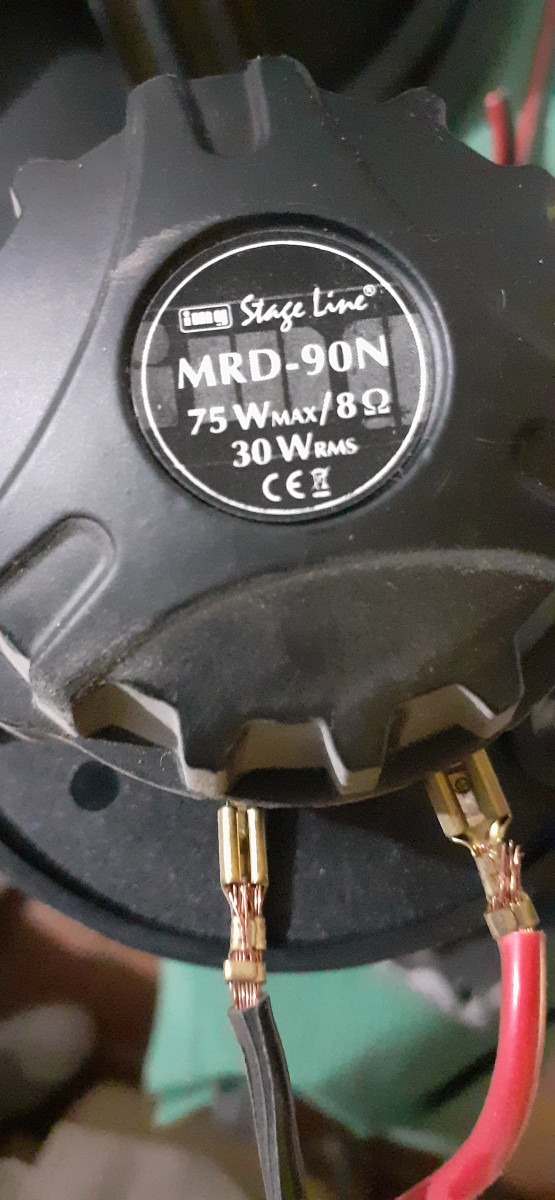 img Stage Line®
MRD-90N
75 WMAX/8 Ω
30 WRMS
CE